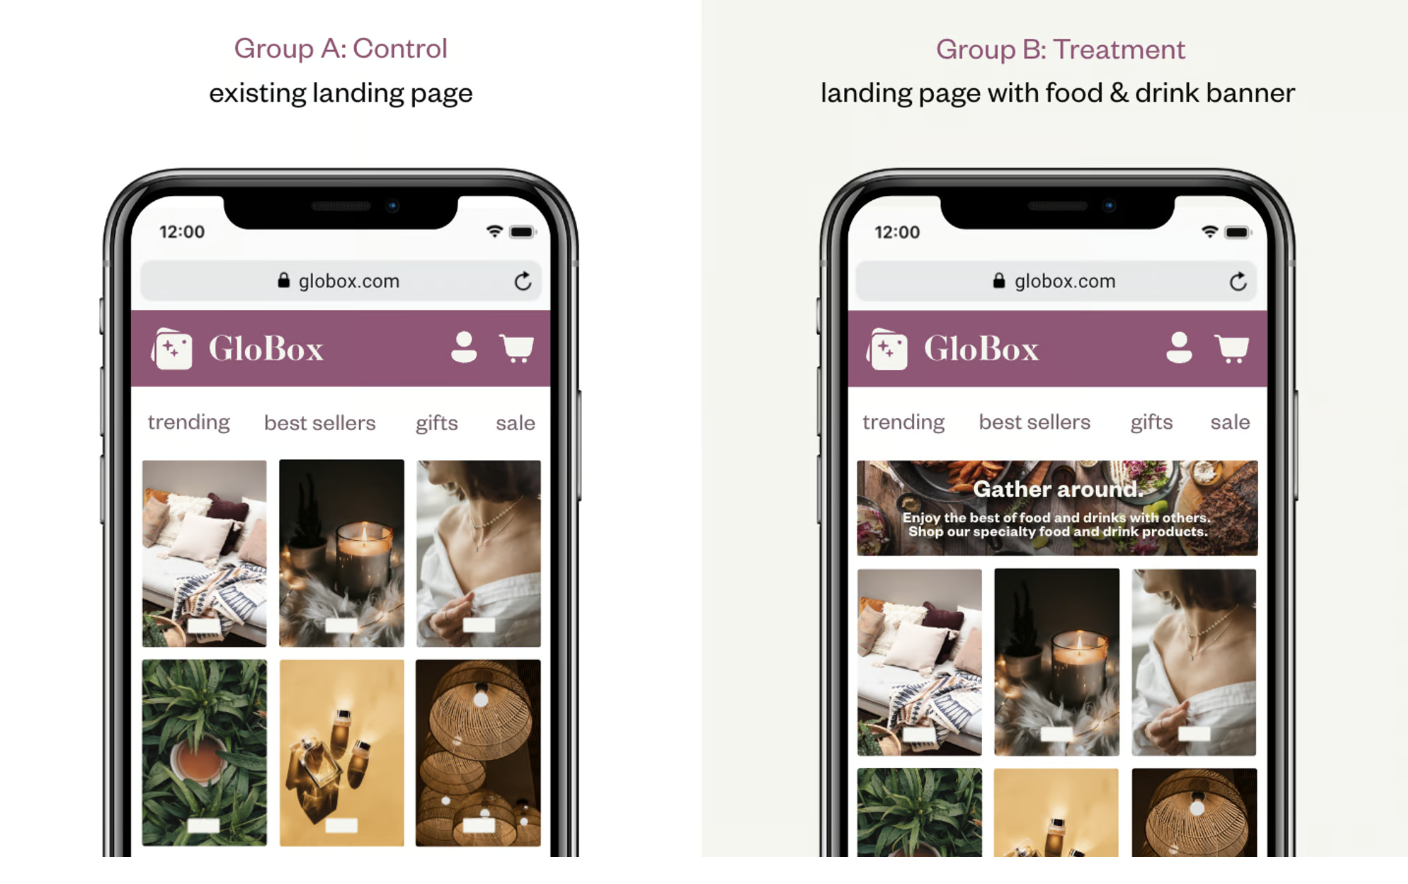 Group A: Control
existing landing page
12:00
globox.com
GloBox
trending best sellers gifts sale
Group B: Treatment
landing page with food & drink banner
12:00
globox.com
GloBox
trending best sellers gifts sale
Gather around.
Enjoy the best of food and drinks with others.
Shop our specialty food and drink products.